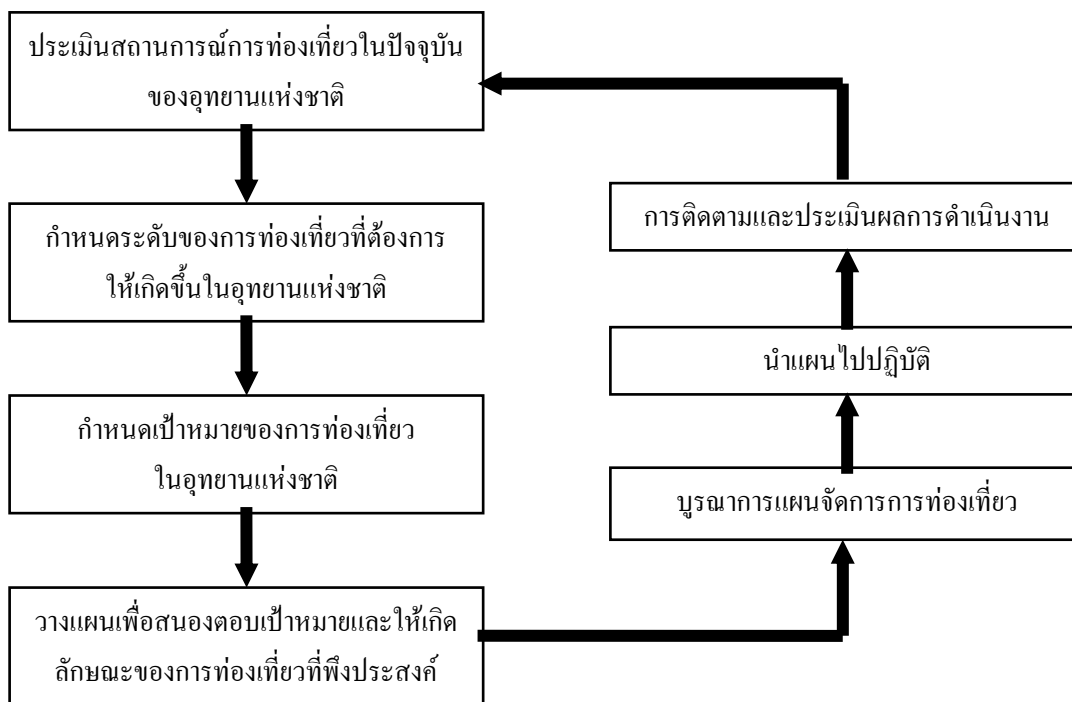 ประเมินสถานการณ์การท่องเที่ยวในปัจจุบัน
ของอุทยานแห่งชาติ
กำหนดระดับของการท่องเที่ยวที่ต้องการ
ให้เกิดขึ้นในอุทยานแห่งชาติ
กำหนดเป้าหมายของการท่องเที่ยว
ในอุทยานแห่งชาติ
วางแผนเพื่อสนองตอบเป้าหมายและให้เกิด
ลักษณะของการท่องเที่ยวที่พึงประสงค์
บูรณาการแผนจัดการการท่องเที่ยว
นำแผนไปปฏิบัติ
การติดตามและประเมินผลการดำเนินงาน